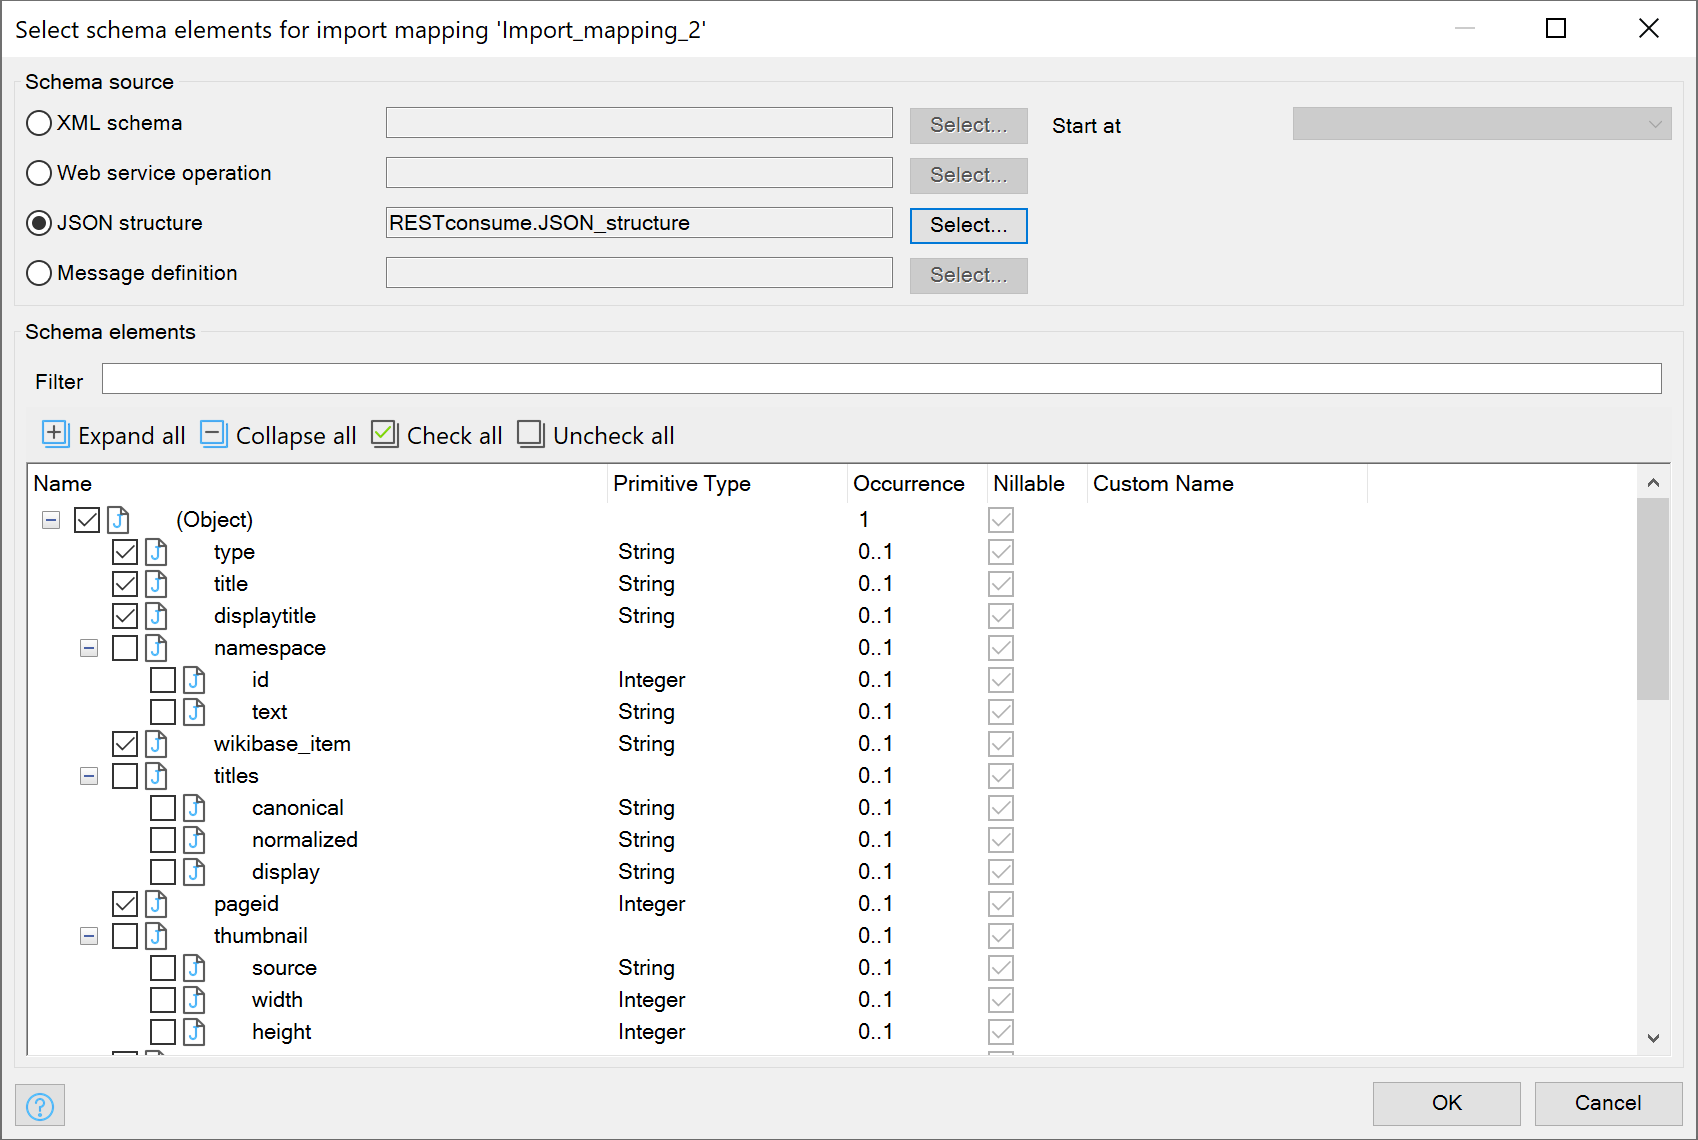 Select schema elements for import mapping 'Import_mapping_2'
Schema source
XML schema Select... Start at
Web service operation Select...
JSON structure RESTconsume.JSON_structure Select...
Message definition Select...
Schema elements
Filter
Expand all Collapse all Check all Uncheck all
Name Primitive Type Occurrence Nillable Custom Name
(Object) 1
type String 0..1
title String 0..1
displaytitle String 0..1
namespace 0..1
id Integer 0..1
text String 0..1
wikibase_item String 0..1
titles 0..1
canonical String 0..1
normalized String 0..1
display String 0..1
pageid Integer 0..1
thumbnail 0..1
source String 0..1
width Integer 0..1
height Integer 0..1
OK Cancel